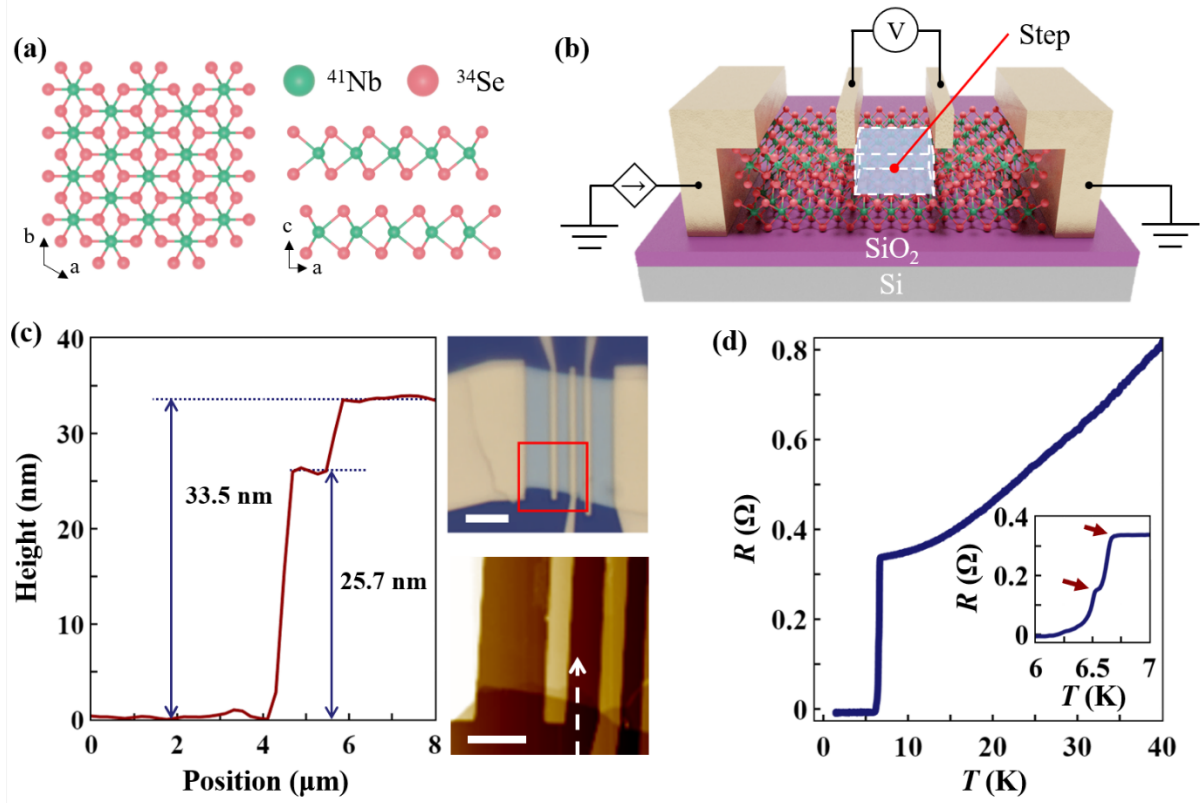 (a)
⁴¹Nb
³⁴Se
b
a
c
a
(b)
V
Step
SiO₂
Si
(c)
40
30
20
10
0
Height (nm)
33.5 nm
25.7 nm
0
2
4
6
8
Position (μm)
(d)
0.8
0.6
0.4
0.2
0
R (Ω)
0
10
20
30
40
T (K)
0.4
0.2
0
R (Ω)
6
6.5
7
T (K)